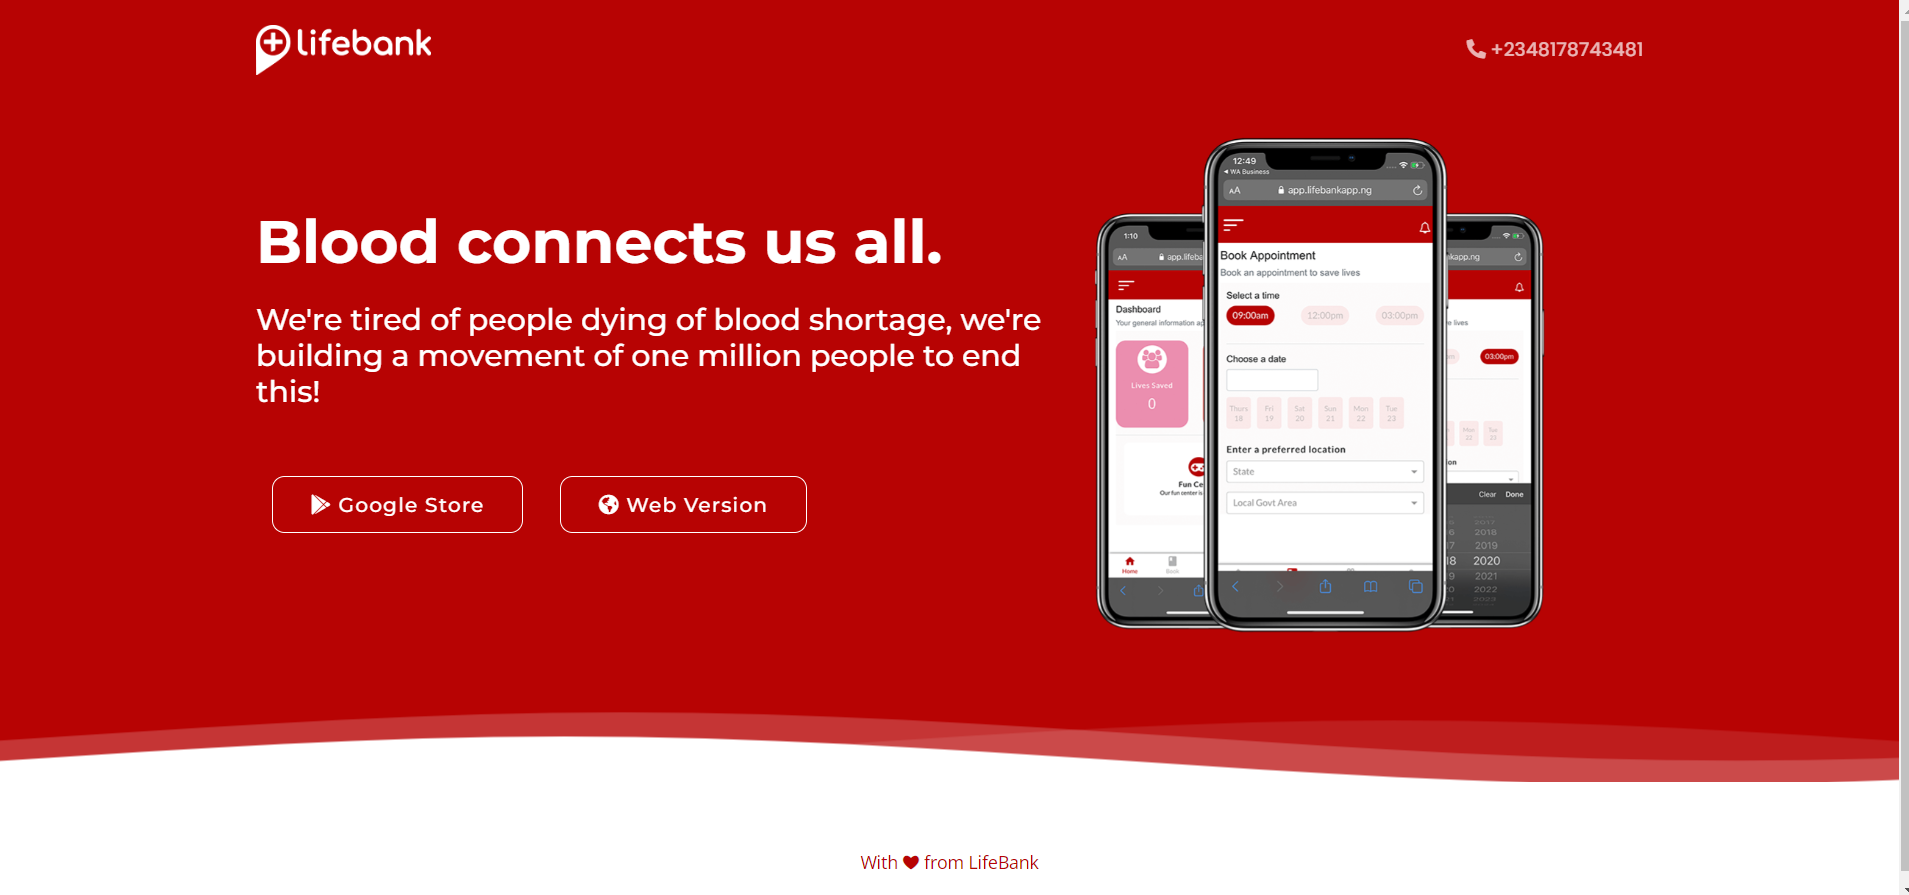 lifebank
+2348178743481
Blood connects us all.
We're tired of people dying of blood shortage, we're
building a movement of one million people to end
this!
Google Store
Web Version
12:49
WA Business
AA
app.lifebankapp.ng
Book Appointment
Book an appointment to save lives
Select a time
09:00am
12:00pm
03:00pm
Choose a date
Thurs Fri Sat Sun Mon Tue
18 19 20 21 22 23
Enter a preferred location
State
Local Govt Area
1:10
AA
app.lifeba
Dashboard
Your general information ap
Lives Saved
0
Fun Ce
Our fun center is
Home
Book
kapp.ng
e lives
03:00pm
Mon Tue
22 23
on
Clear Done
2017
6 2018
7 2019
18 2020
9 2021
0 2022
2023
With from LifeBank